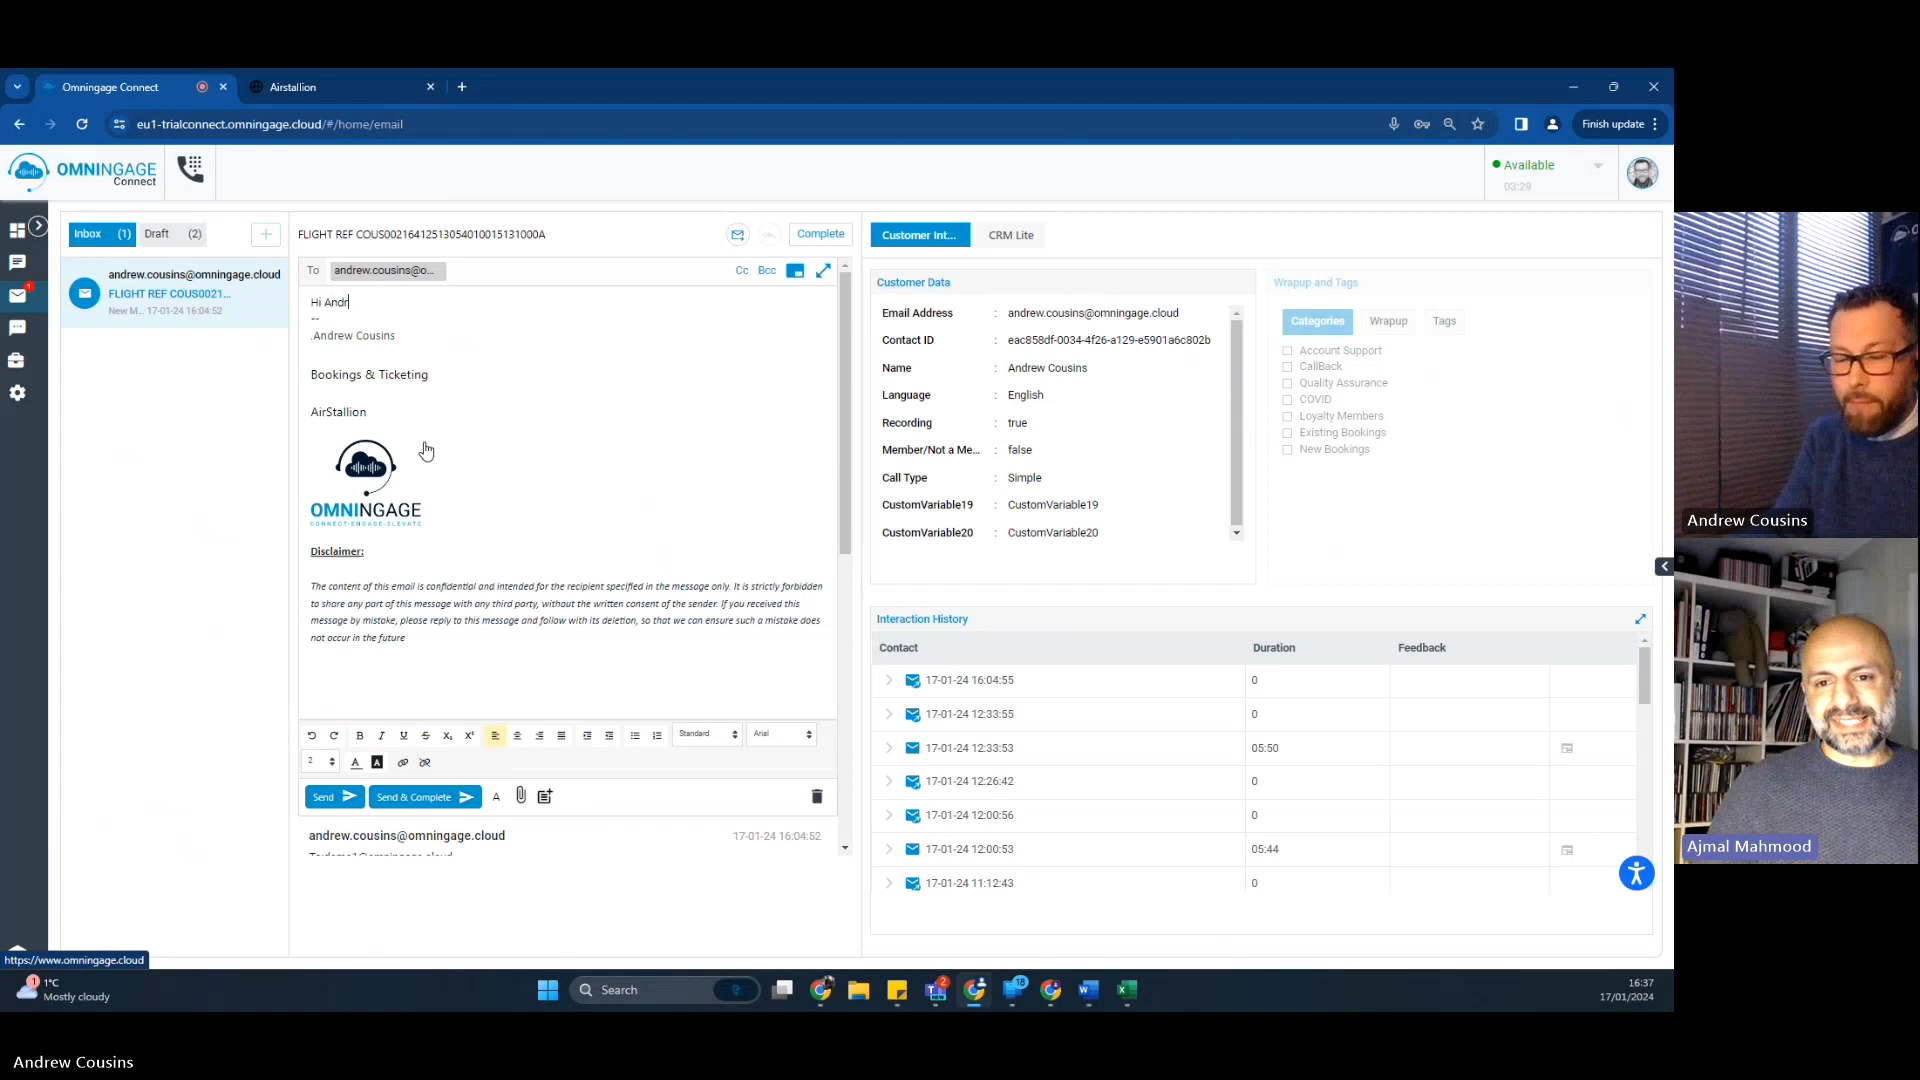 Omningage Connect
Airstallion
eu1-trialconnect.omningage.cloud/#/home/email
Finish update
OMNINGAGE
Connect
Available
03:29
Inbox (1)
Draft (2)
FLIGHT REF COUS00216412513054010015131000A
Complete
andrew.cousins@omningage.cloud
FLIGHT REF COUS0021...
New M... 17-01-24 16:04:52
1
To
andrew.cousins@o...
Cc
Bcc
Hi Andr
--
.Andrew Cousins
Bookings & Ticketing
AirStallion
OMNINGAGE
CONNECT-ENGAGE-ELEVATE
Disclaimer:
The content of this email is confidential and intended for the recipient specified in the message only. It is strictly forbidden
to share any part of this message with any third party, without the written consent of the sender. If you received this
message by mistake, please reply to this message and follow with its deletion, so that we can ensure such a mistake does
not occur in the future
Standard
Arial
2
Send
Send & Complete
andrew.cousins@omningage.cloud
17-01-24 16:04:52
Customer Int...
CRM Lite
Customer Data
Email Address : andrew.cousins@omningage.cloud
Contact ID : eac858df-0034-4f26-a129-e5901a6c802b
Name : Andrew Cousins
Language : English
Recording : true
Member/Not a Me... : false
Call Type : Simple
CustomVariable19 : CustomVariable19
CustomVariable20 : CustomVariable20
Wrapup and Tags
Categories
Wrapup
Tags
Account Support
CallBack
Quality Assurance
COVID
Loyalty Members
Existing Bookings
New Bookings
Interaction History
Contact Duration Feedback
17-01-24 16:04:55 0
17-01-24 12:33:55 0
17-01-24 12:33:53 05:50
17-01-24 12:26:42 0
17-01-24 12:00:56 0
17-01-24 12:00:53 05:44
17-01-24 11:12:43 0
https://www.omningage.cloud
1
1°C
Mostly cloudy
Search
2
18
16:37
17/01/2024
Andrew Cousins
Ajmal Mahmood
Andrew Cousins